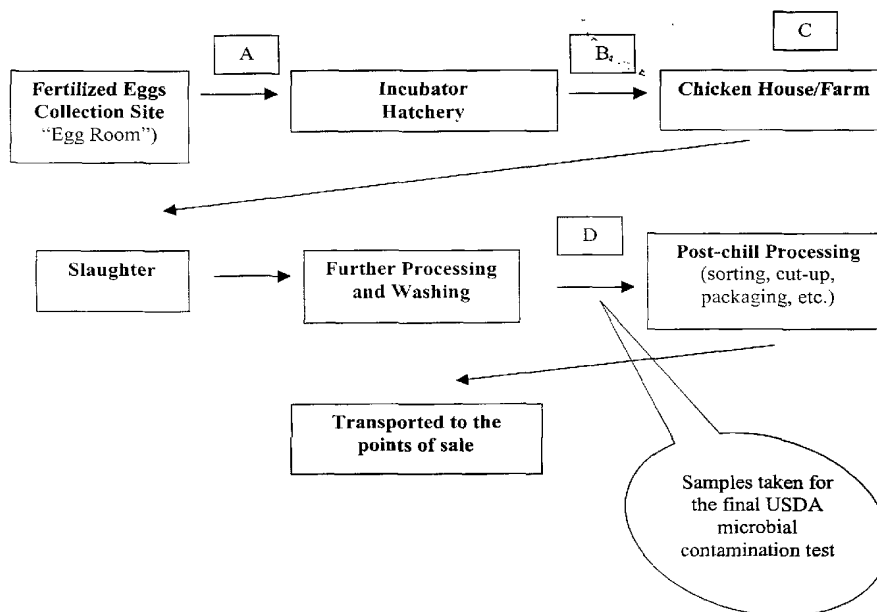 A
B
C
Fertilized Eggs
Collection Site
"Egg Room")
Incubator
Hatchery
Chicken House/Farm
D
Slaughter
Further Processing
and Washing
Post-chill Processing
(sorting, cut-up,
packaging, etc.)
Transported to the
points of sale
Samples taken for
the final USDA
microbial
contamination test